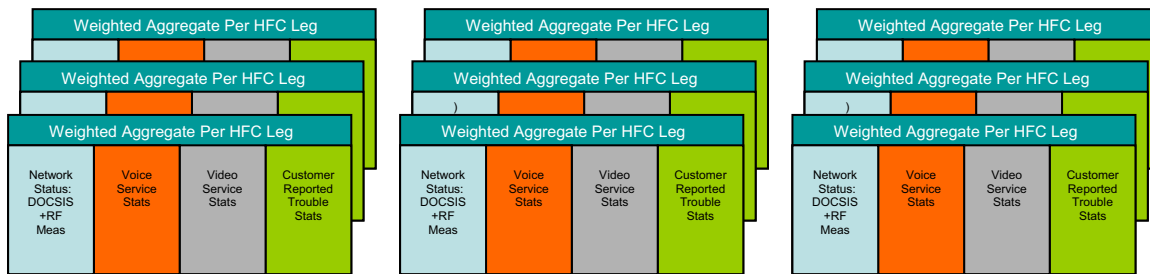 Weighted Aggregate Per HFC Leg
Weighted Aggregate Per HFC Leg
Weighted Aggregate Per HFC Leg
Network
Status:
DOCSIS
+RF
Meas
Voice
Service
Stats
Video
Service
Stats
Customer
Reported
Trouble
Stats
Weighted Aggregate Per HFC Leg
Weighted Aggregate Per HFC Leg
)
Weighted Aggregate Per HFC Leg
Network
Status:
DOCSIS
+RF
Meas
Voice
Service
Stats
Video
Service
Stats
Customer
Reported
Trouble
Stats
Weighted Aggregate Per HFC Leg
Weighted Aggregate Per HFC Leg
)
Weighted Aggregate Per HFC Leg
Network
Status:
DOCSIS
+RF
Meas
Voice
Service
Stats
Video
Service
Stats
Customer
Reported
Trouble
Stats